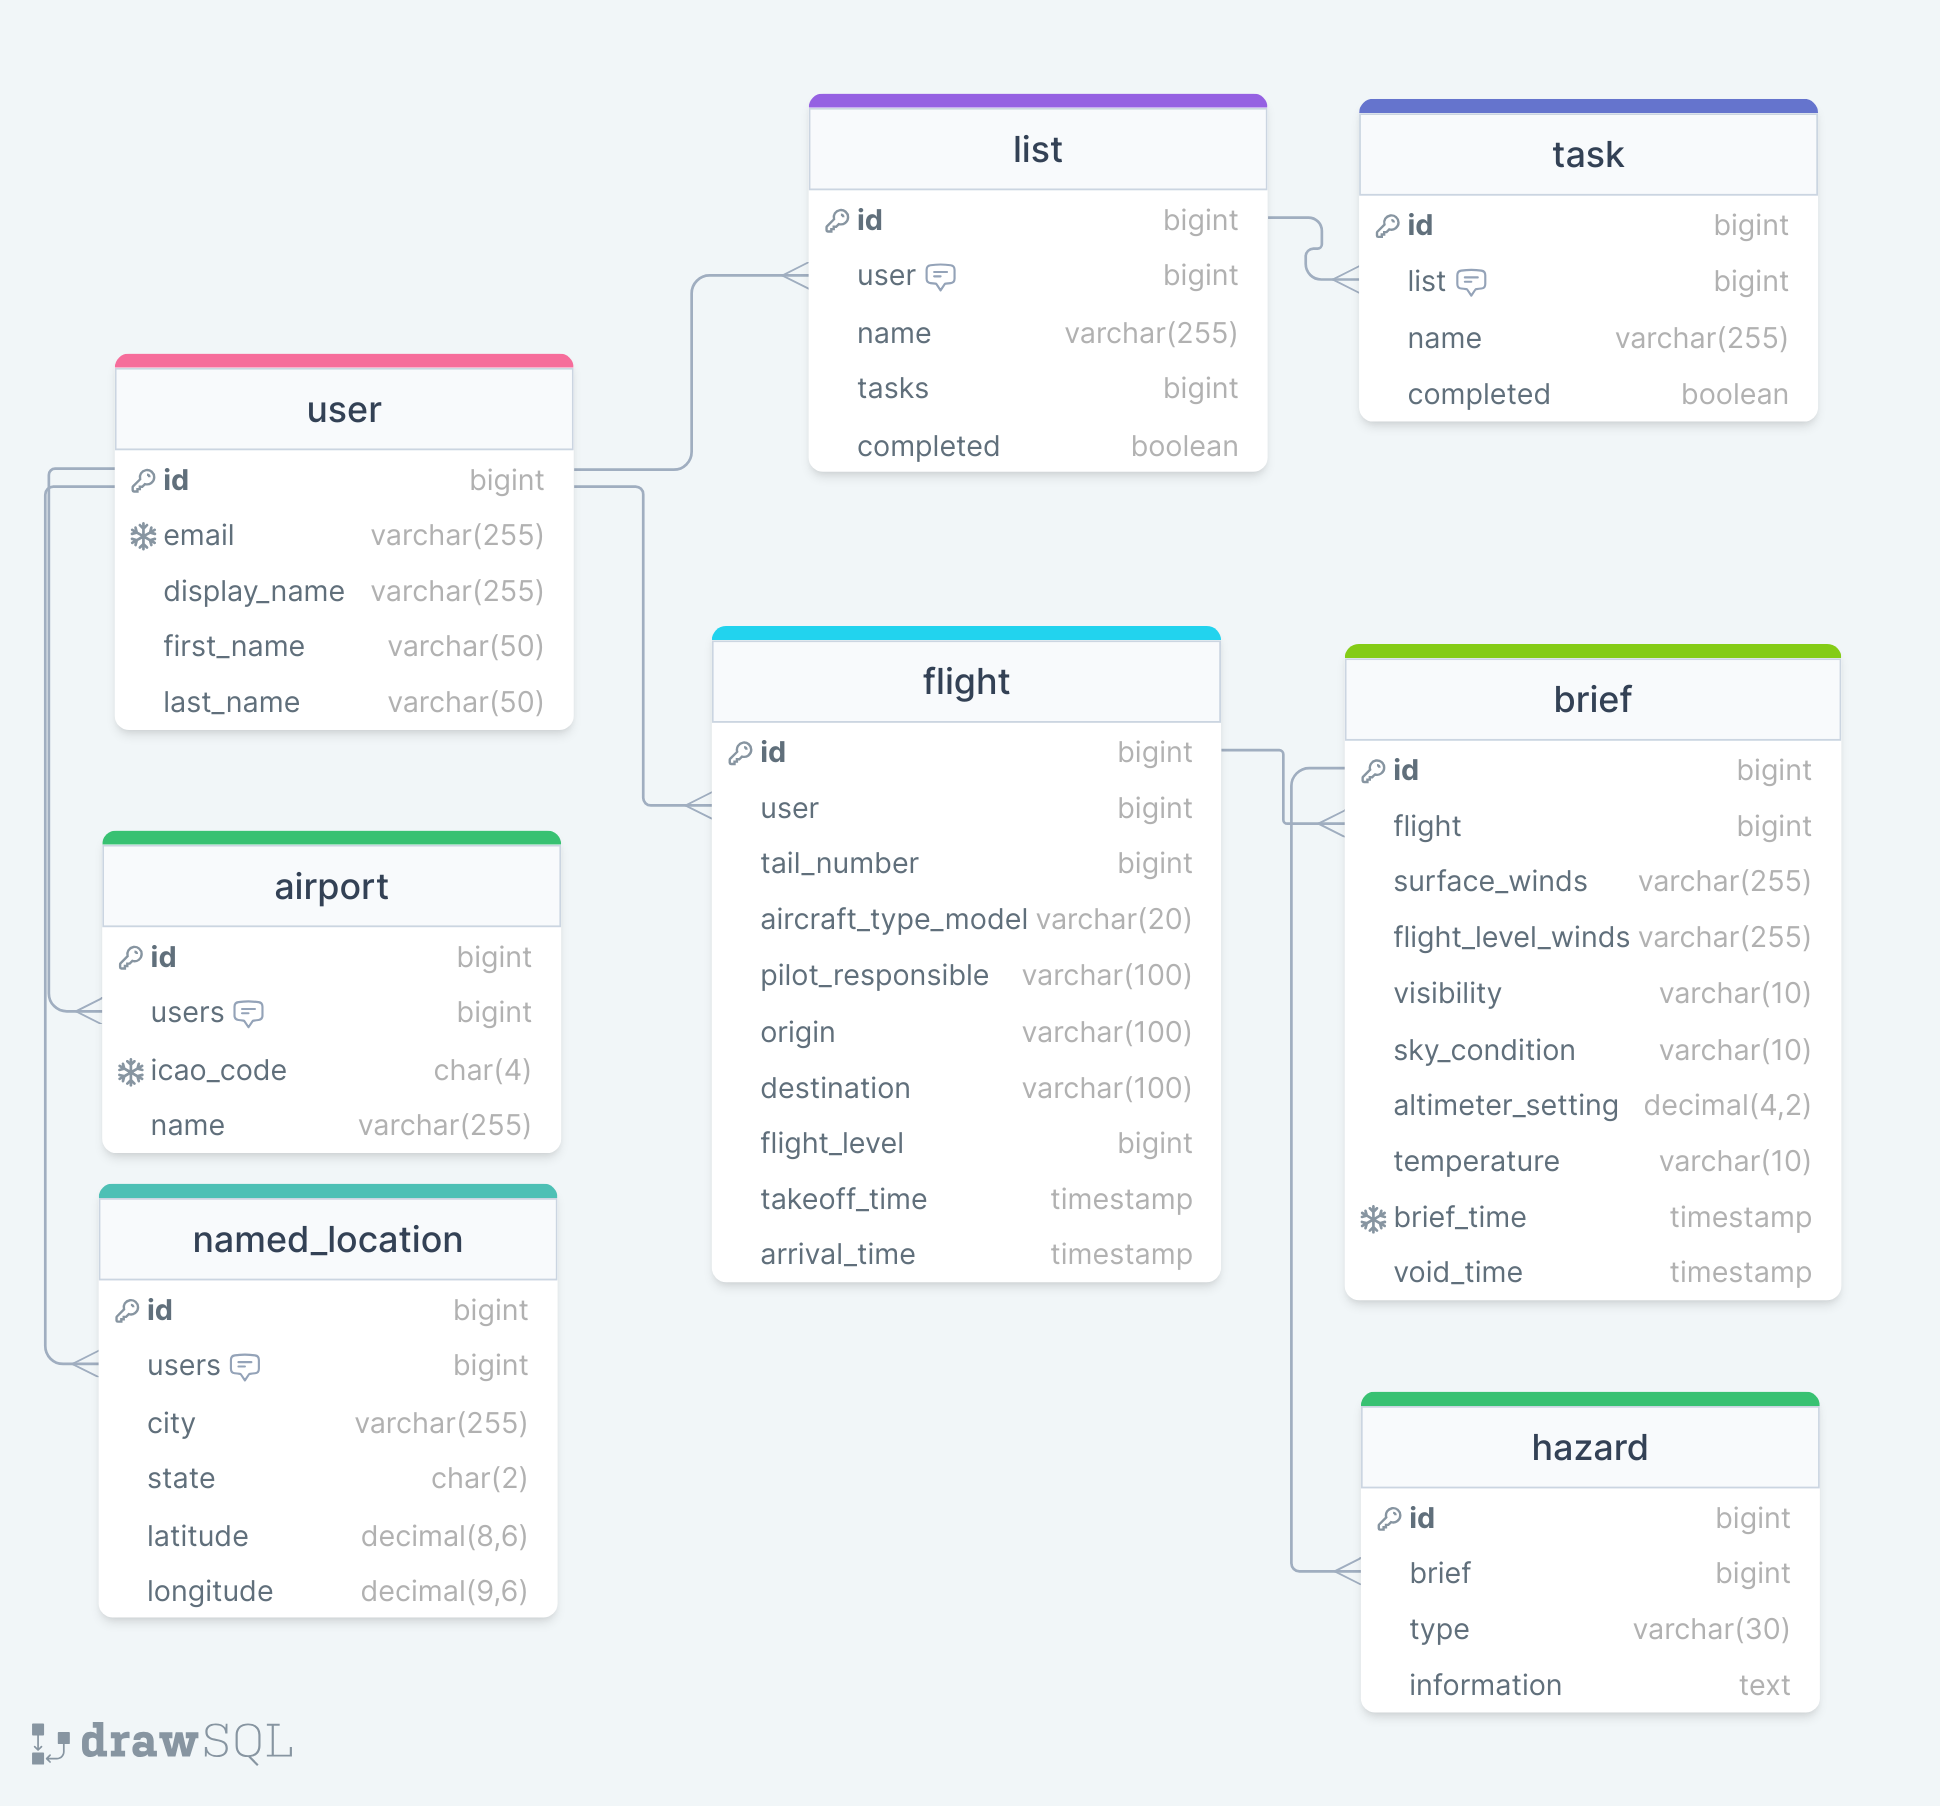 list
id bigint
user bigint
name varchar(255)
tasks bigint
completed boolean
task
id bigint
list bigint
name varchar(255)
completed boolean
user
id bigint
email varchar(255)
display_name varchar(255)
first_name varchar(50)
last_name varchar(50)
flight
id bigint
user bigint
tail_number bigint
aircraft_type_model varchar(20)
pilot_responsible varchar(100)
origin varchar(100)
destination varchar(100)
flight_level bigint
takeoff_time timestamp
arrival_time timestamp
brief
id bigint
flight bigint
surface_winds varchar(255)
flight_level_winds varchar(255)
visibility varchar(10)
sky_condition varchar(10)
altimeter_setting decimal(4,2)
temperature varchar(10)
brief_time timestamp
void_time timestamp
airport
id bigint
users bigint
icao_code char(4)
name varchar(255)
named_location
id bigint
users bigint
city varchar(255)
state char(2)
latitude decimal(8,6)
longitude decimal(9,6)
hazard
id bigint
brief bigint
type varchar(30)
information text
drawSQL